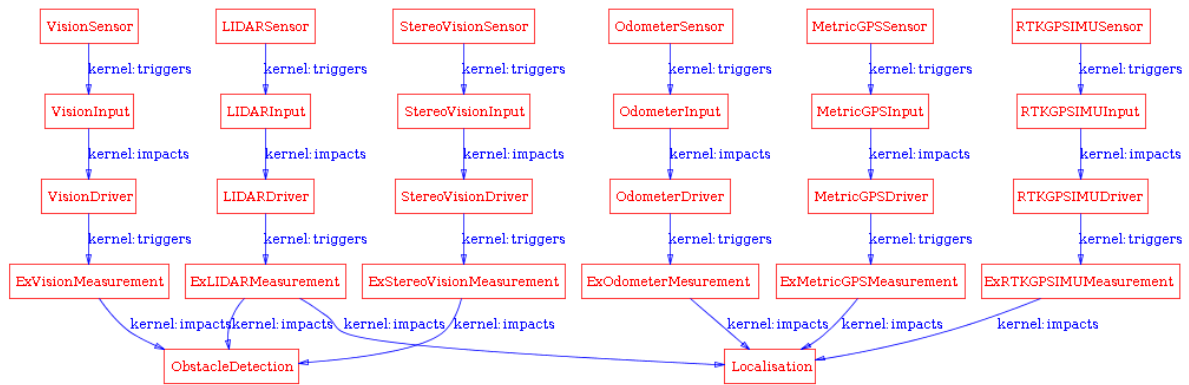 VisionSensor LIDARSensor StereoVisionSensor OdometerSensor MetricGPSSensor RTKGPSIMUSensor
kernel:triggers kernel:triggers kernel:triggers kernel:triggers kernel:triggers kernel:triggers
VisionInput LIDARInput StereoVisionInput OdometerInput MetricGPSInput RTKGPSIMUInput
kernel:impacts kernel:impacts kernel:impacts kernel:impacts kernel:impacts kernel:impacts
VisionDriver LIDARDriver StereoVisionDriver OdometerDriver MetricGPSDriver RTKGPSIMUDriver
kernel:triggers kernel:triggers kernel:triggers kernel:triggers kernel:triggers kernel:triggers
ExVisionMeasurement ExLIDARMeasurement ExStereoVisionMeasurement ExOdometerMesurement ExMetricGPSMeasurement ExRTKGPSIMUMeasurement
kernel:impacts kernel:impacts kernel:impacts kernel:impacts kernel:impacts kernel:impacts kernel:impacts
ObstacleDetection Localisation